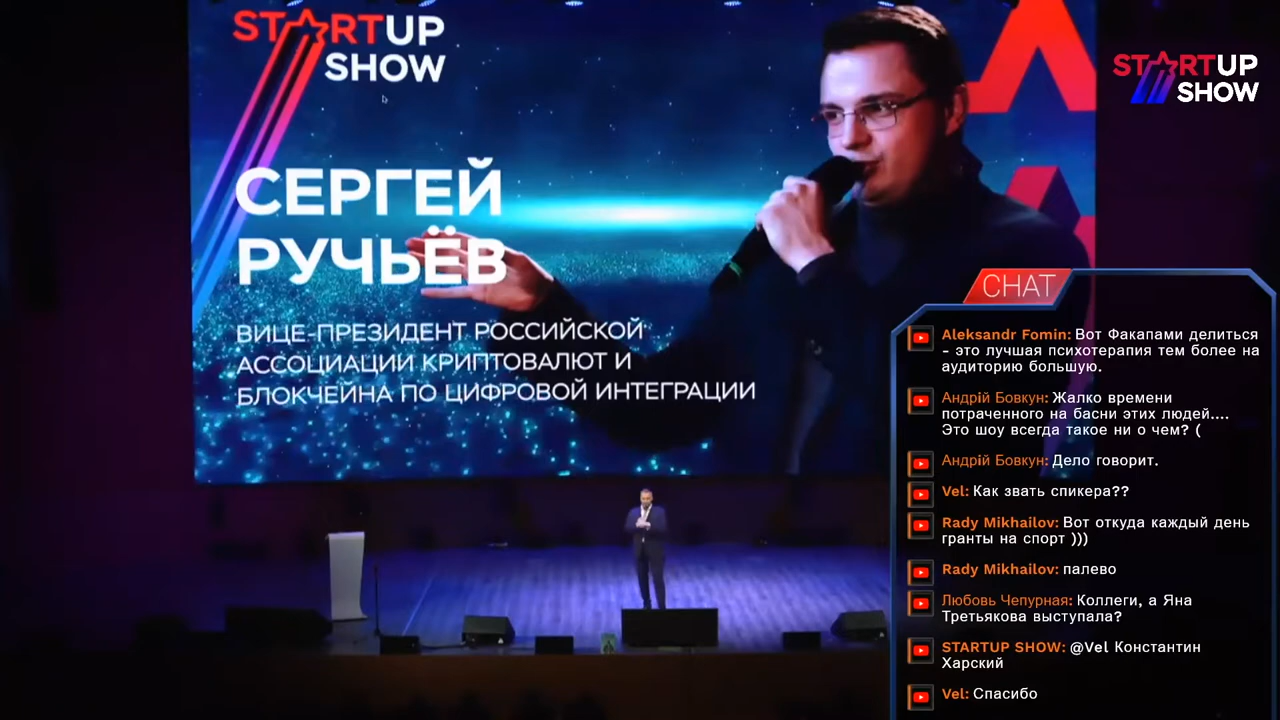 STARTUP
SHOW
СЕРГЕЙ
РУЧЬЁВ
ВИЦЕ-ПРЕЗИДЕНТ РОССИЙСКОЙ
АССОЦИАЦИИ КРИПТОВАЛЮТ И
БЛОКЧЕЙНА ПО ЦИФРОВОЙ ИНТЕГРАЦИИ
STARTUP
SHOW
CHAT
Aleksandr Fomin: Вот Факапами делиться
- это лучшая психотерапия тем более на
аудиторию большую.
Андрій Бовкун: Жалко времени
потраченного на басни этих людей....
Это шоу всегда такое ни о чем? (
Андрій Бовкун: Дело говорит.
Vel: Как звать спикера??
Rady Mikhailov: Вот откуда каждый день
гранты на спорт )))
Rady Mikhailov: палево
Любовь Чепурная: Коллеги, а Яна
Третьякова выступала?
STARTUP SHOW: @Vel Константин
Харский
Vel: Спасибо